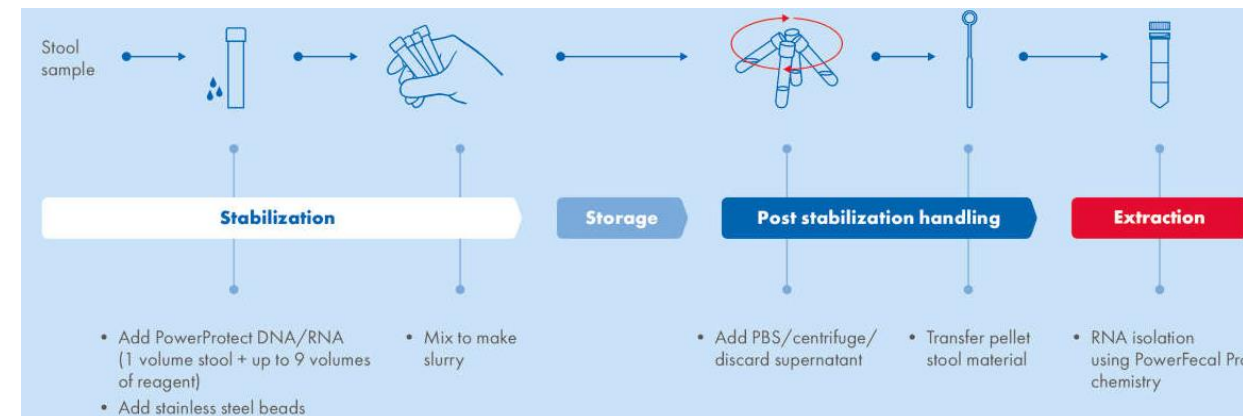 Stool
sample
Stabilization
Storage
Post stabilization handling
Extraction
• Add PowerProtect DNA/RNA
(1 volume stool + up to 9 volumes
of reagent)
• Add stainless steel beads
• Mix to make
slurry
• Add PBS/centrifuge/
discard supernatant
• Transfer pellet
stool material
• RNA isolation
using PowerFecal Pro
chemistry